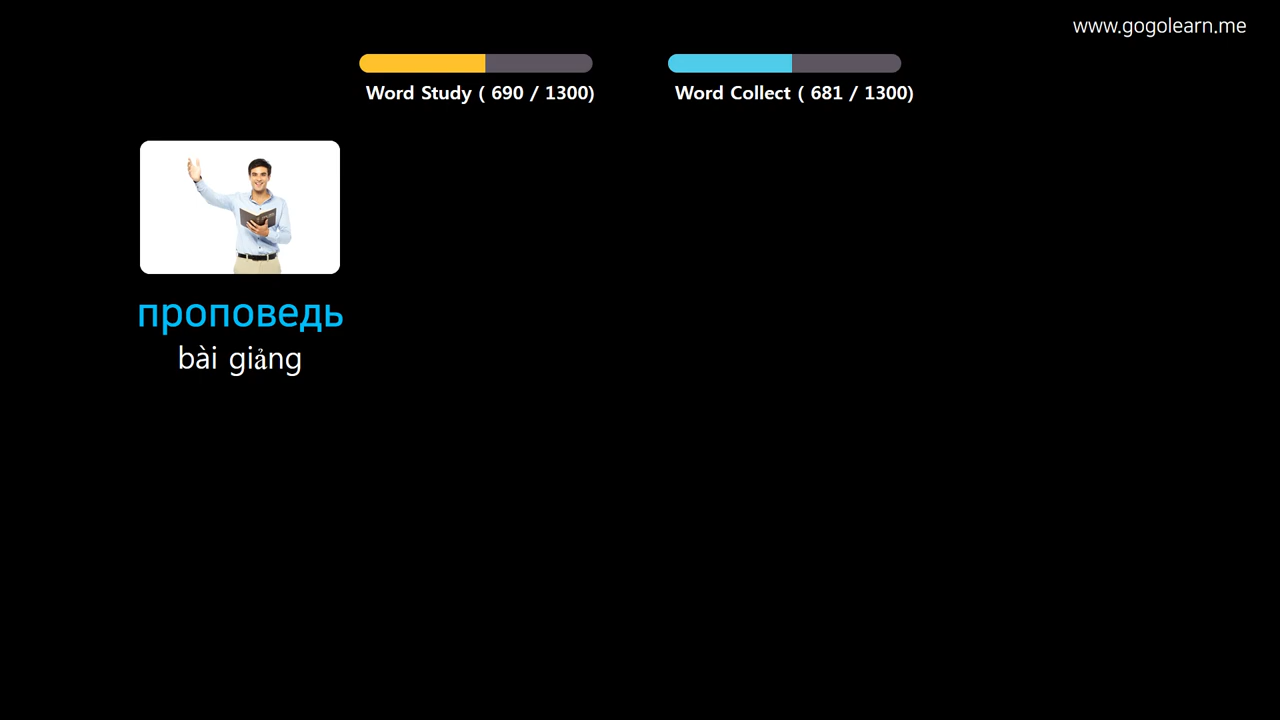 www.gogolearn.me
Word Study ( 690 / 1300)
Word Collect ( 681 / 1300)
проповедь
bài giảng